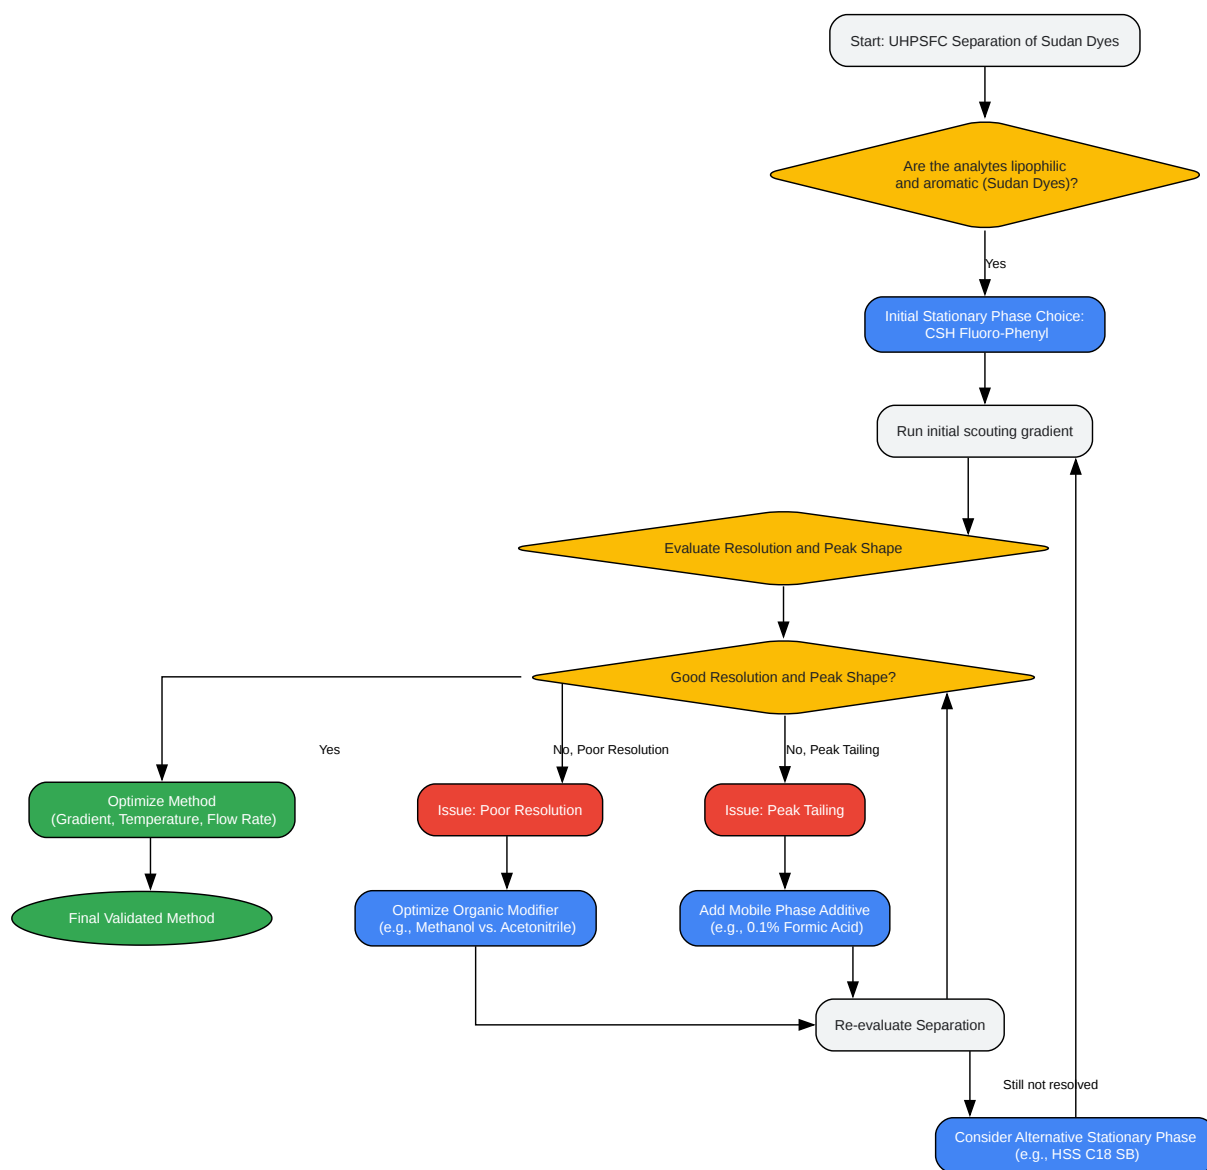 Start: UHPSFC Separation of Sudan Dyes
Are the analytes lipophilic
and aromatic (Sudan Dyes)?
Yes
Initial Stationary Phase Choice:
CSH Fluoro-Phenyl
Run initial scouting gradient
Evaluate Resolution and Peak Shape
Good Resolution and Peak Shape?
Yes
No, Poor Resolution
No, Peak Tailing
Optimize Method
(Gradient, Temperature, Flow Rate)
Issue: Poor Resolution
Issue: Peak Tailing
Final Validated Method
Optimize Organic Modifier
(e.g., Methanol vs. Acetonitrile)
Add Mobile Phase Additive
(e.g., 0.1% Formic Acid)
Re-evaluate Separation
Still not resolved
Consider Alternative Stationary Phase
(e.g., HSS C18 SB)